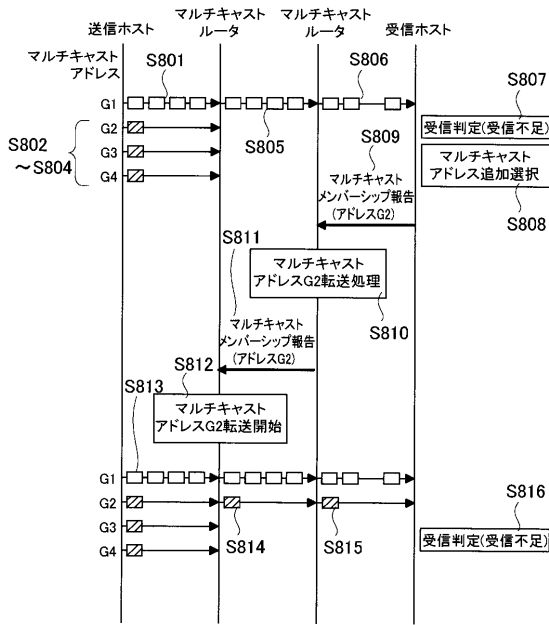 送信ホスト
マルチキャスト
ルータ
マルチキャスト
ルータ
受信ホスト
マルチキャスト
アドレス
S801
S806
S807
G1
受信判定(受信不足)
G2
S805
S809
S802
～S804
G3
マルチキャスト
アドレス追加選択
G4
マルチキャスト
メンバーシップ報告
(アドレスG2)
S808
S811
マルチキャスト
アドレスG2転送処理
S810
マルチキャスト
メンバーシップ報告
(アドレスG2)
S812
S813
マルチキャスト
アドレスG2転送開始
G1
G2
S816
G3
S814
S815
受信判定(受信不足)
G4